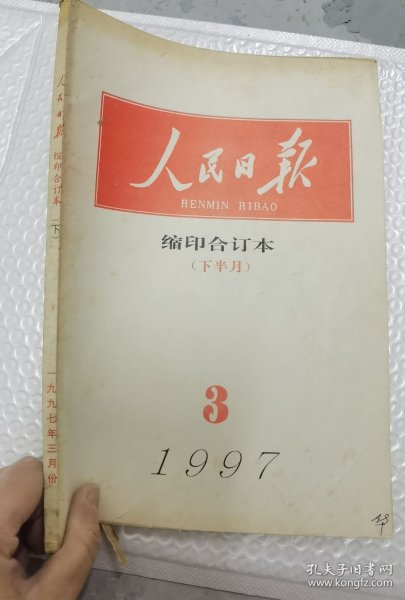 人民日报
RENMIN RIBAO
缩印合订本
（下半月）
3
1997
人民日报
缩印合订本
（下）
一九九七年三月份
孔夫子旧书网
www.kongfz.com